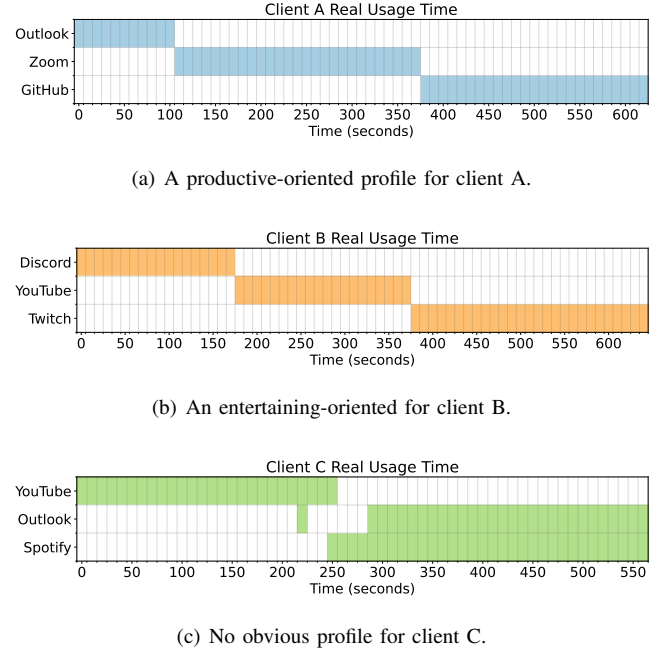 Client A Real Usage Time
Outlook
Zoom
GitHub
0 50 100 150 200 250 300 350 400 450 500 550 600
Time (seconds)
(a) A productive-oriented profile for client A.
Client B Real Usage Time
Discord
YouTube
Twitch
0 50 100 150 200 250 300 350 400 450 500 550 600
Time (seconds)
(b) An entertaining-oriented for client B.
Client C Real Usage Time
YouTube
Outlook
Spotify
0 50 100 150 200 250 300 350 400 450 500 550
Time (seconds)
(c) No obvious profile for client C.